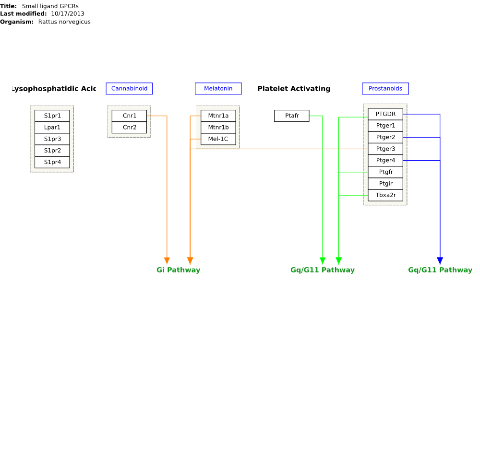 Title: Small ligand GPCRs
Last modified: 10/17/2013
Organism: Rattus norvegicus
Lysophosphatidic Acid
Cannabinoid
Melatonin
Platelet Activating
Prostanoids
S1pr1
Lpar1
S1pr3
S1pr2
S1pr4
Cnr1
Cnr2
Mtnr1a
Mtnr1b
Mel-1C
Ptafr
PTGDR
Ptger1
Ptger2
Ptger3
Ptger4
Ptgfr
Ptgir
Tbxa2r
Gi Pathway
Gq/G11 Pathway
Gq/G11 Pathway